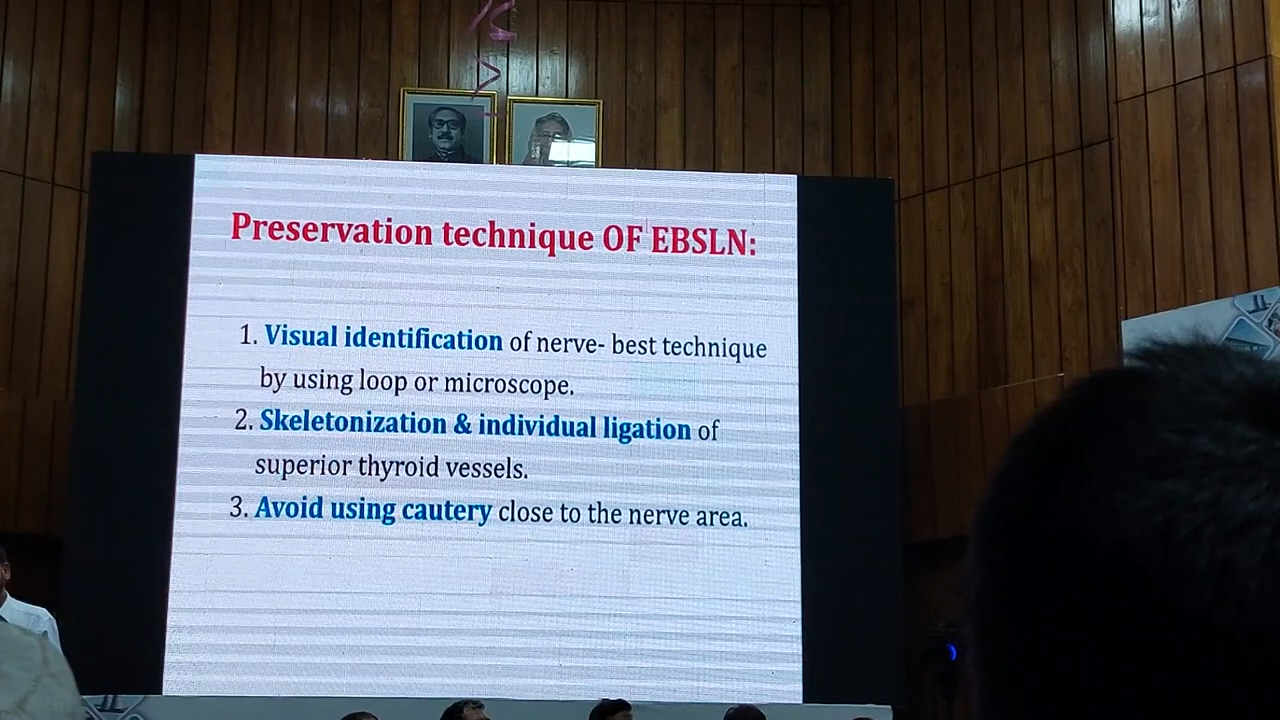 Preservation technique OF EBSLN:
1. Visual identification of nerve- best technique
by using loop or microscope.
2. Skeletonization & individual ligation of
superior thyroid vessels.
3. Avoid using cautery close to the nerve area.